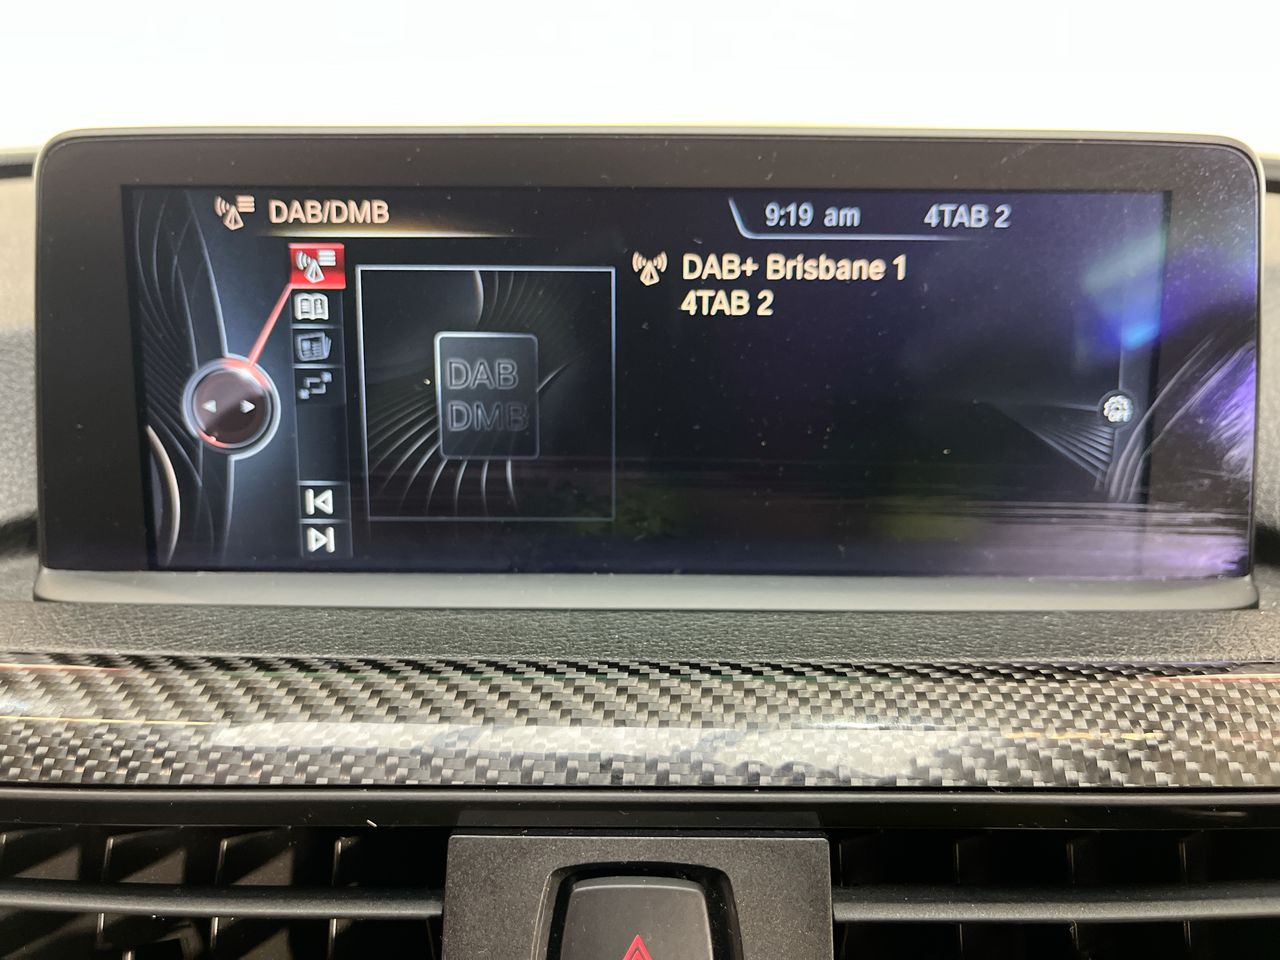 DAB/DMB
9:19 am
4TAB 2
DAB+ Brisbane 1
4TAB 2
DAB
DMB